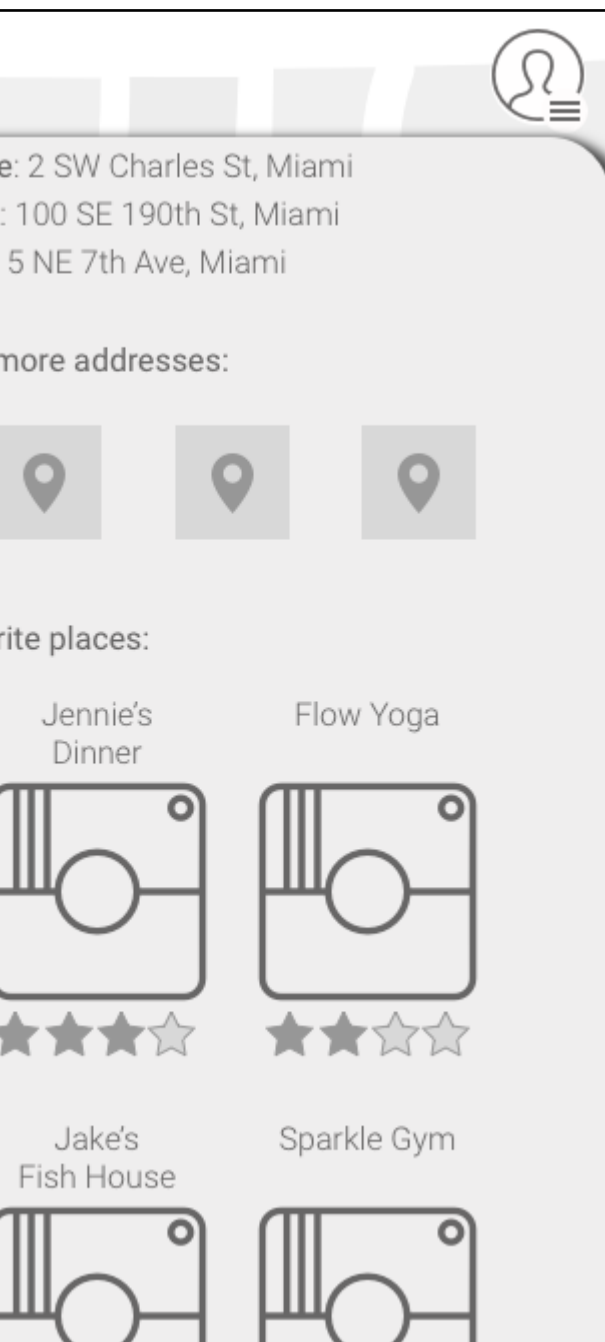 e: 2 SW Charles St, Miami
: 100 SE 190th St, Miami
5 NE 7th Ave, Miami
more addresses:
rite places:
Jennie's
Dinner
Flow Yoga
Jake's
Fish House
Sparkle Gym